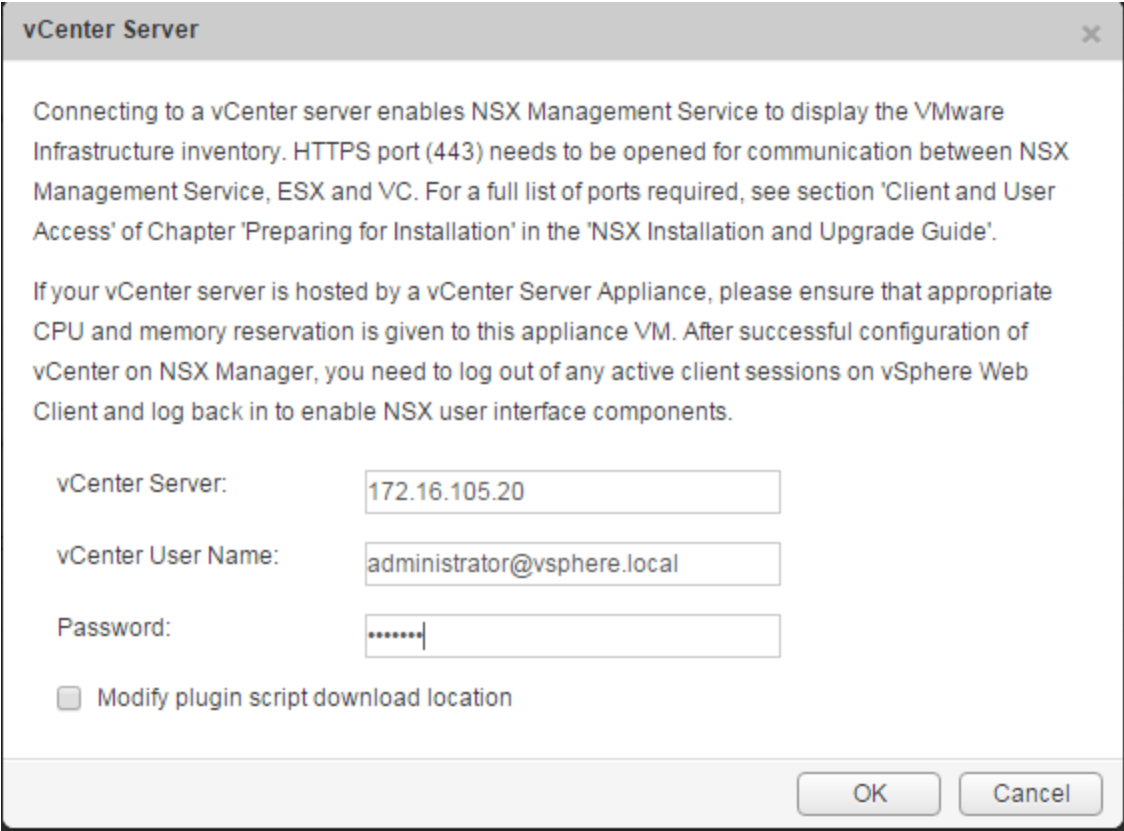 vCenter Server
Connecting to a vCenter server enables NSX Management Service to display the VMware
Infrastructure inventory. HTTPS port (443) needs to be opened for communication between NSX
Management Service, ESX and VC. For a full list of ports required, see section 'Client and User
Access' of Chapter 'Preparing for Installation' in the 'NSX Installation and Upgrade Guide'.
If your vCenter server is hosted by a vCenter Server Appliance, please ensure that appropriate
CPU and memory reservation is given to this appliance VM. After successful configuration of
vCenter on NSX Manager, you need to log out of any active client sessions on vSphere Web
Client and log back in to enable NSX user interface components.
vCenter Server: 172.16.105.20
vCenter User Name: administrator@vsphere.local
Password: •••••••
Modify plugin script download location
OK Cancel